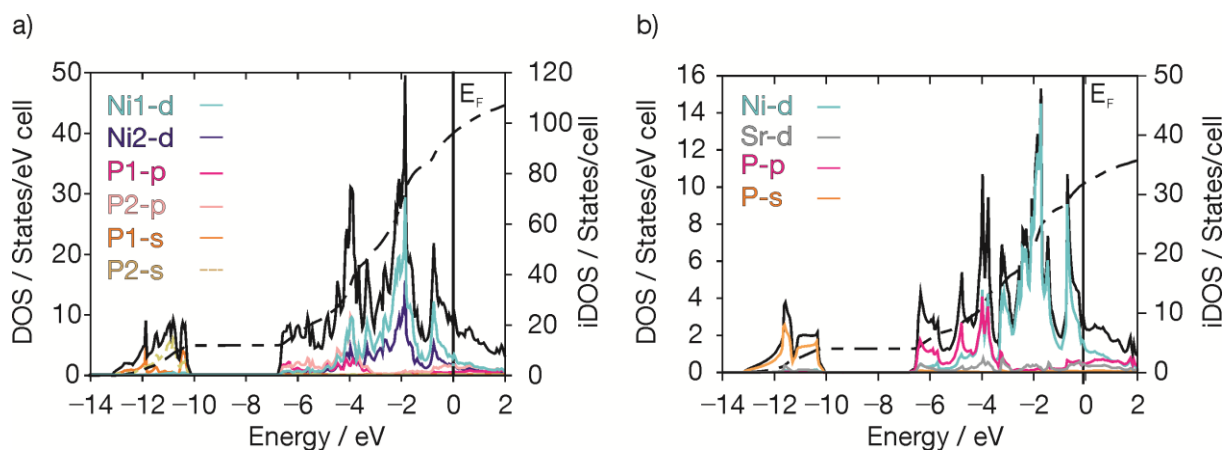 a)
50
40
30
20
10
0
DOS / States/eV cell
Ni1-d
Ni2-d
P1-p
P2-p
P1-s
P2-s
E_F
120
100
80
60
40
20
0
iDOS / States/cell
−14 −12 −10 −8 −6 −4 −2 0 2
Energy / eV
b)
16
14
12
10
8
6
4
2
0
DOS / States/eV cell
Ni-d
Sr-d
P-p
P-s
E_F
50
40
30
20
10
0
iDOS / States/cell
−14 −12 −10 −8 −6 −4 −2 0 2
Energy / eV